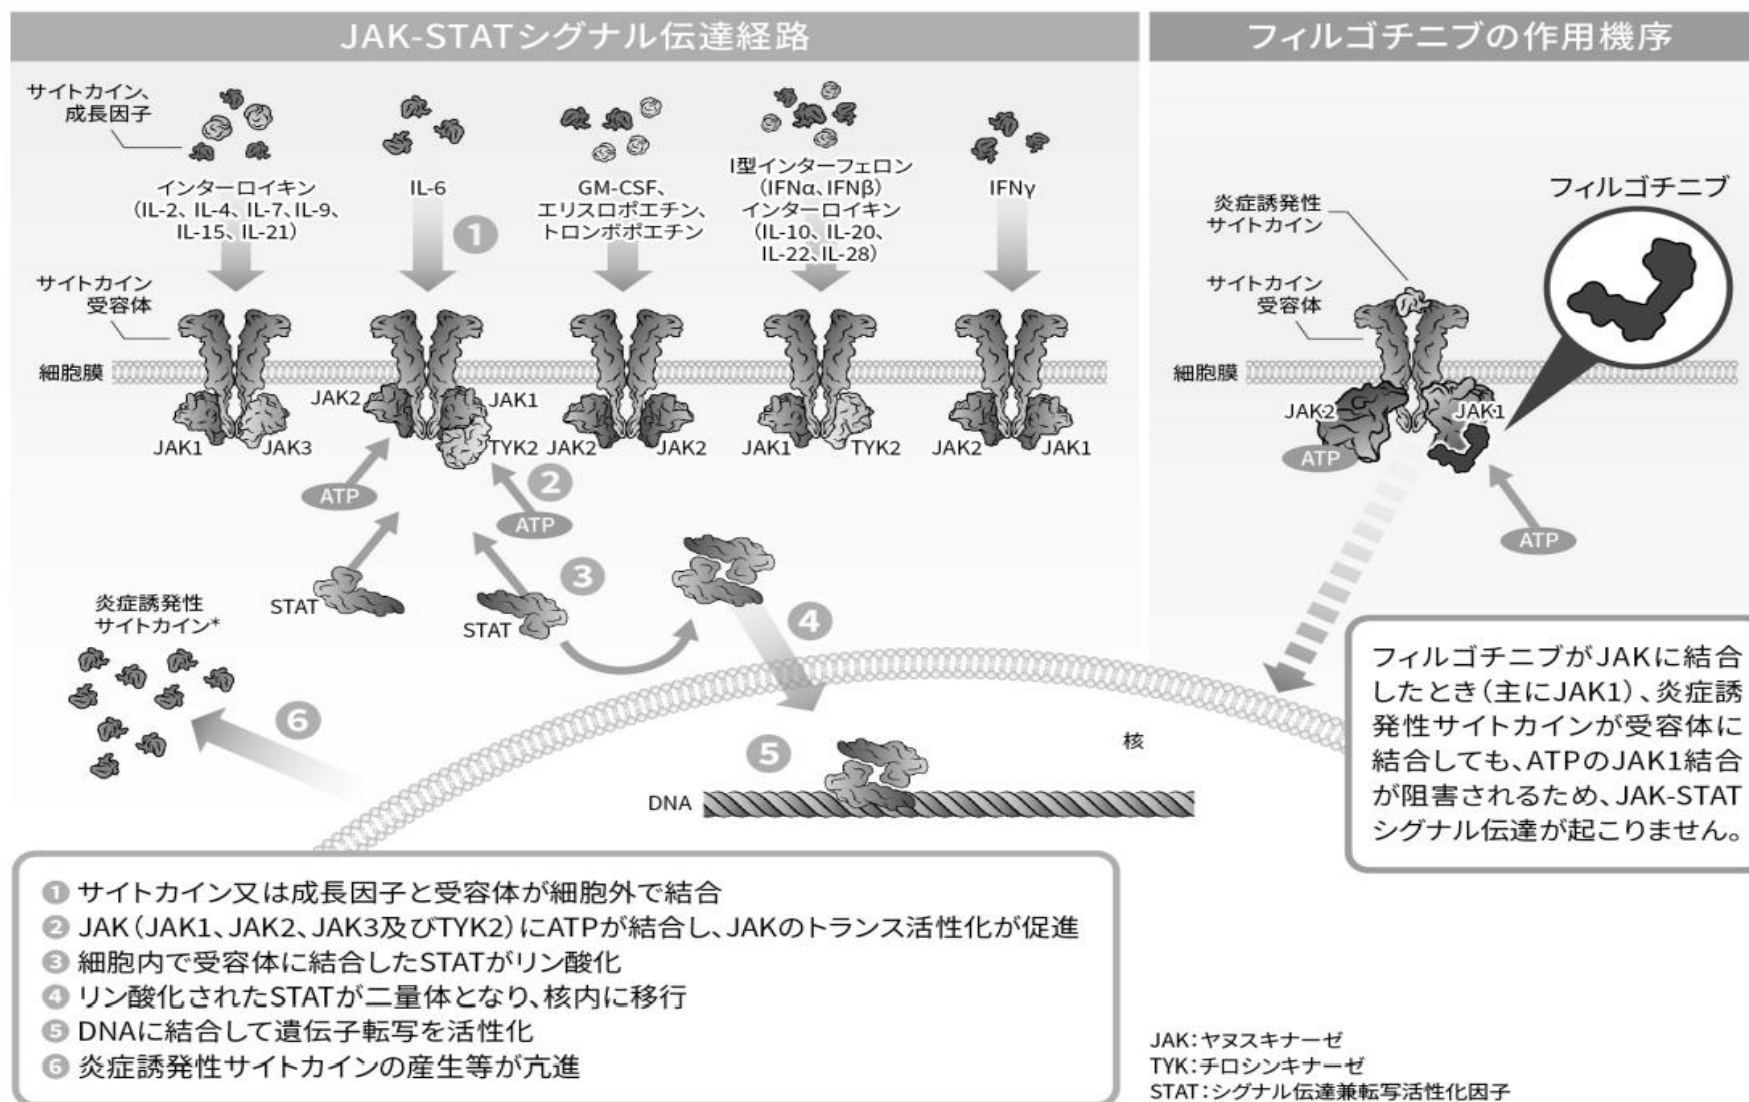 JAK-STATシグナル伝達経路
サイトカイン、
成長因子
インターロイキン
（IL-2、IL-4、IL-7、IL-9、
IL-15、IL-21）
IL-6
GM-CSF、
エリスロポエチン、
トロンボポエチン
I型インターフェロン
（IFNα、IFNβ）
インターロイキン
（IL-10、IL-20、
IL-22、IL-28）
IFNγ
❶
サイトカイン
受容体
細胞膜
JAK1
JAK3
JAK2
JAK1
TYK2
JAK2
JAK2
JAK1
TYK2
JAK2
JAK1
ATP
❷
ATP
STAT
❸
STAT
❹
炎症誘発性
サイトカイン*
❻
❺
核
DNA
❶ サイトカイン又は成長因子と受容体が細胞外で結合
❷ JAK（JAK1、JAK2、JAK3及びTYK2）にATPが結合し、JAKのトランス活性化が促進
❸ 細胞内で受容体に結合したSTATがリン酸化
❹ リン酸化されたSTATが二量体となり、核内に移行
❺ DNAに結合して遺伝子転写を活性化
❻ 炎症誘発性サイトカインの産生等が亢進
フィルゴチニブの作用機序
フィルゴチニブ
炎症誘発性
サイトカイン
サイトカイン
受容体
細胞膜
JAK2
JAK1
ATP
ATP
フィルゴチニブがJAKに結合
したとき（主にJAK1）、炎症誘
発性サイトカインが受容体に
結合しても、ATPのJAK1結合
が阻害されるため、JAK-STAT
シグナル伝達が起こりません。
JAK：ヤヌスキナーゼ
TYK：チロシンキナーゼ
STAT：シグナル伝達兼転写活性化因子